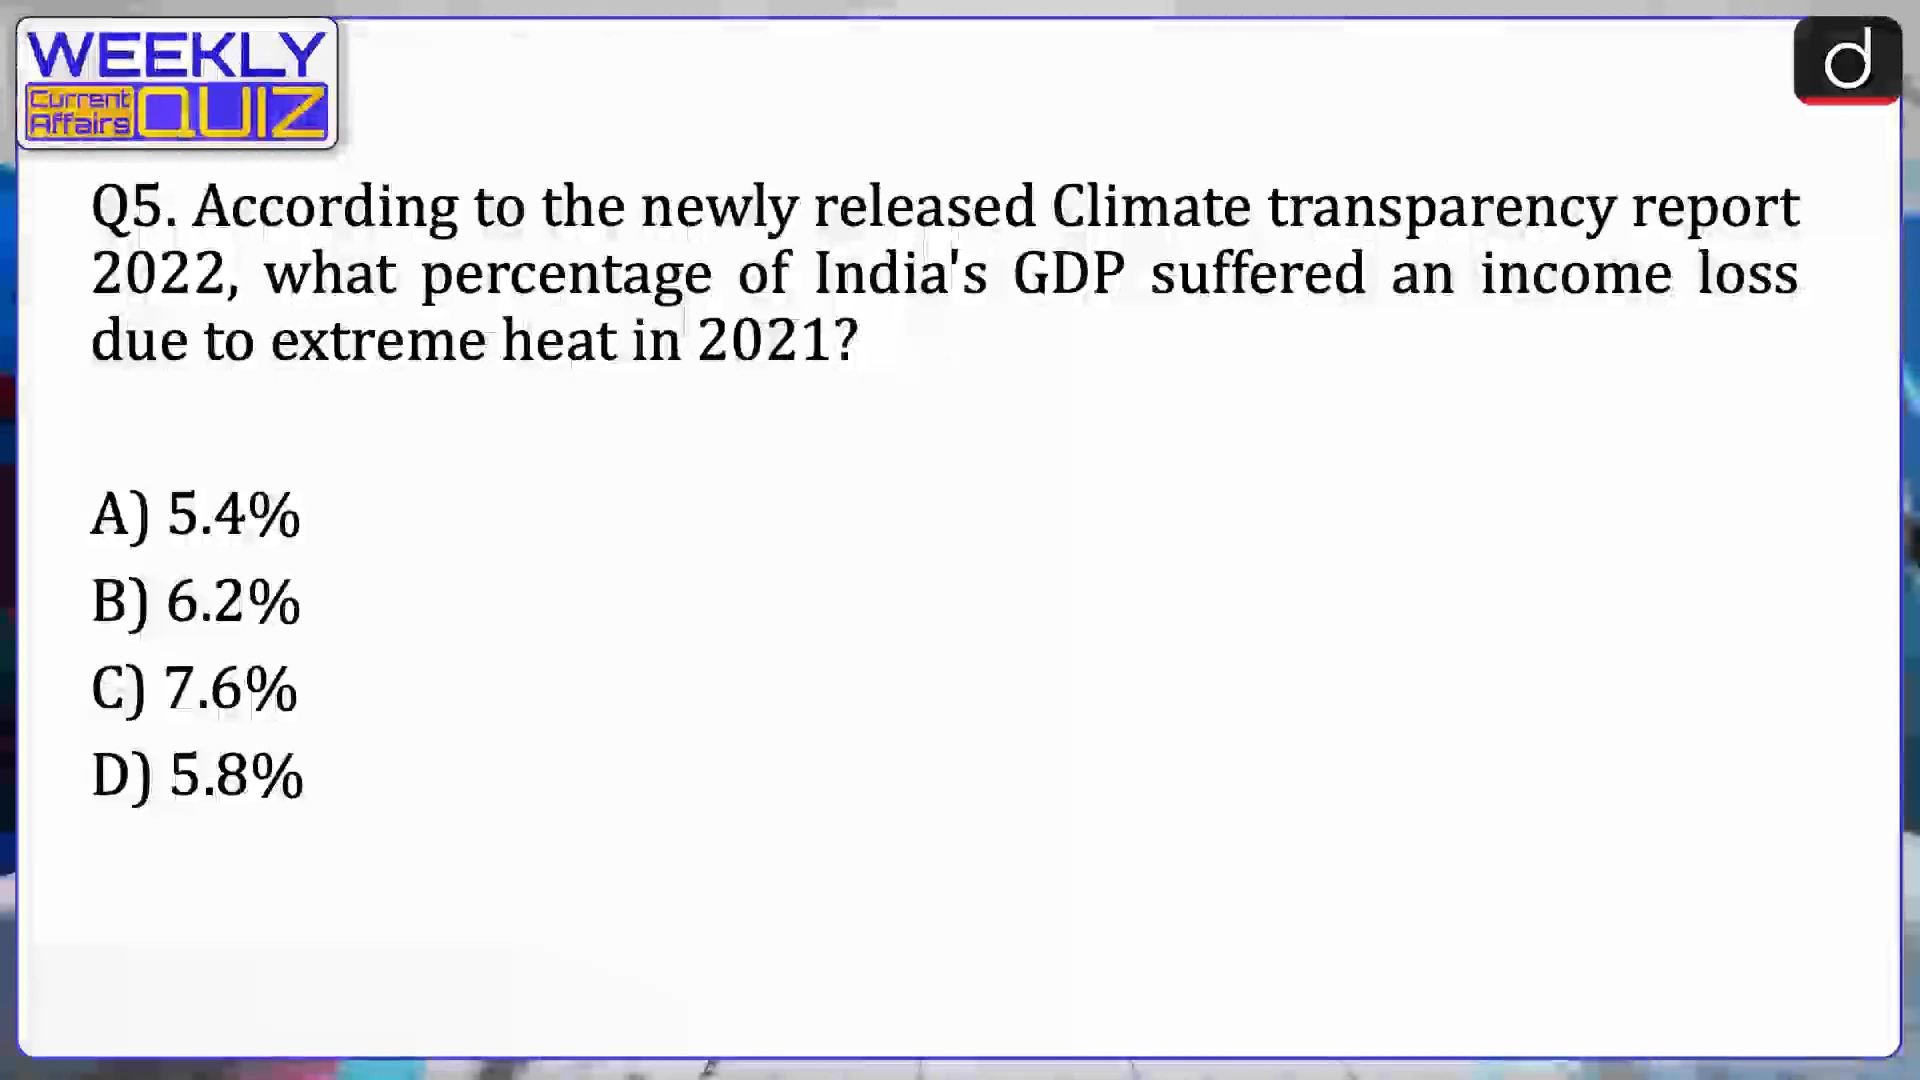 WEEKLY
Current
Affairs
QUIZ
d
Q5. According to the newly released Climate transparency report
2022, what percentage of India's GDP suffered an income loss
due to extreme heat in 2021?
A) 5.4%
B) 6.2%
C) 7.6%
D) 5.8%